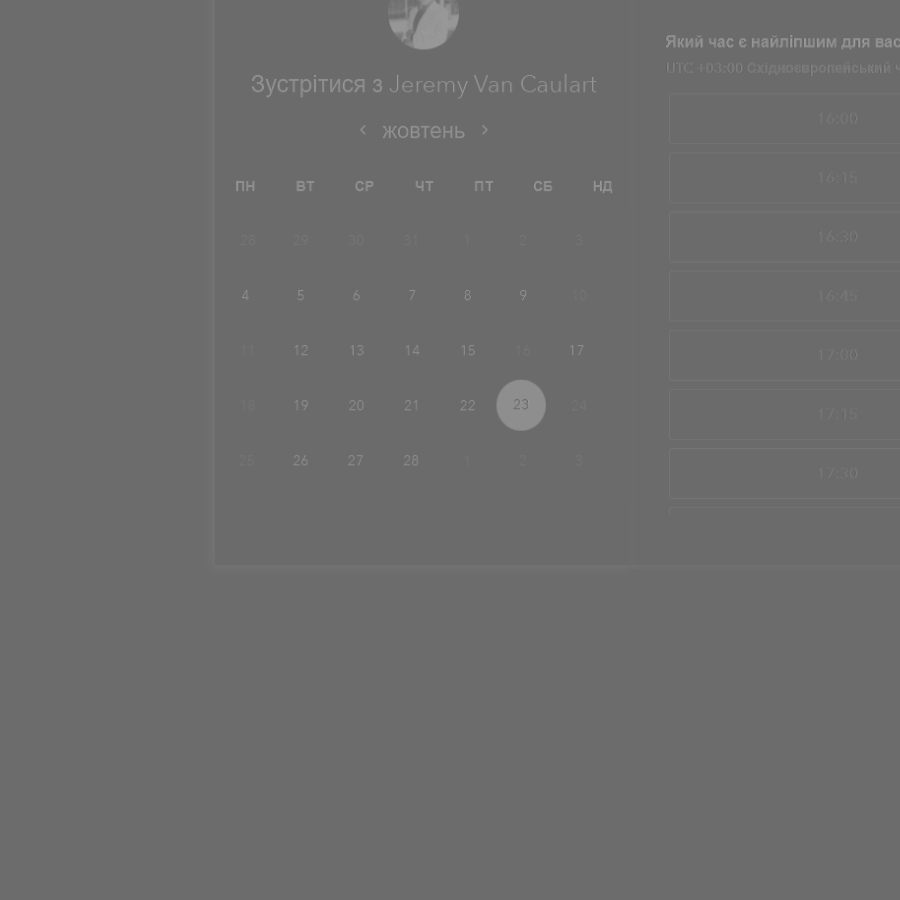 Зустрітися з Jeremy Van Caulart
жовтень
ПН ВТ СР ЧТ ПТ СБ НД
28 29 30 31 1 2 3
4 5 6 7 8 9 10
11 12 13 14 15 16 17
18 19 20 21 22 23 24
25 26 27 28 1 2 3
Який час є найліпшим для вас
UTC +03:00 Східноєвропейський ч
16:00
16:15
16:30
16:45
17:00
17:15
17:30